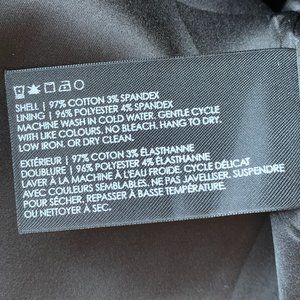 SHELL | 97% COTTON 3% SPANDEX
LINING | 96% POLYESTER 4% SPANDEX
MACHINE WASH IN COLD WATER. GENTLE CYCLE
WITH LIKE COLOURS. NO BLEACH. HANG TO DRY.
LOW IRON. OR DRY CLEAN.
EXTÉRIEUR | 97% COTON 3% ÉLASTHANNE
DOUBLURE | 96% POLYESTER 4% ÉLASTHANNE
LAVER À LA MACHINE À L'EAU FROIDE. CYCLE DÉLICAT
AVEC COULEURS SEMBLABLES. NE PAS JAVELLISER. SUSPENDRE
POUR SÉCHER. REPASSER À BASSE TEMPÉRATURE.
OU NETTOYER À SEC.